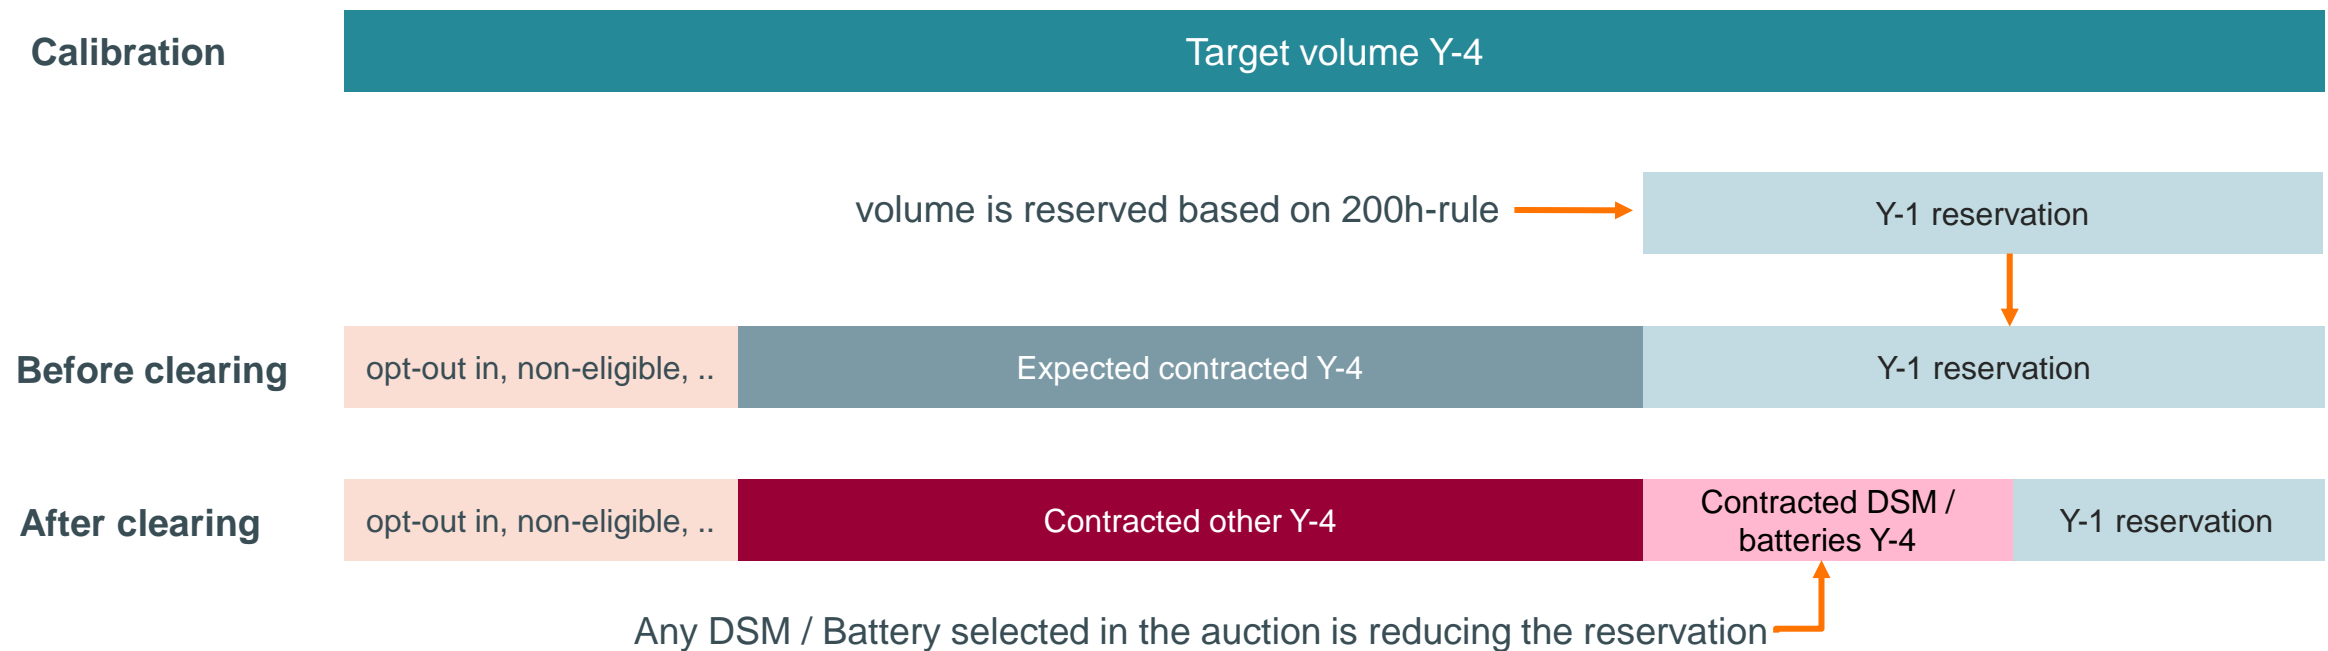 Calibration
Target volume Y-4
volume is reserved based on 200h-rule
Y-1 reservation
Before clearing
opt-out in, non-eligible, ..
Expected contracted Y-4
Y-1 reservation
After clearing
opt-out in, non-eligible, ..
Contracted other Y-4
Contracted DSM /
batteries Y-4
Y-1 reservation
Any DSM / Battery selected in the auction is reducing the reservation